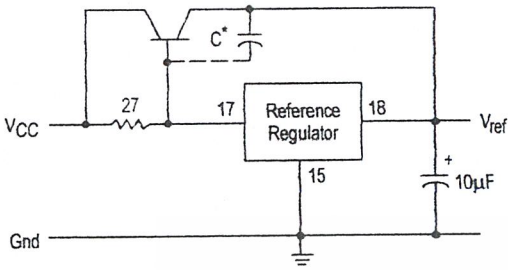 C*
27
17
Reference
Regulator
18
VCC
Vref
+
15
10µF
Gnd